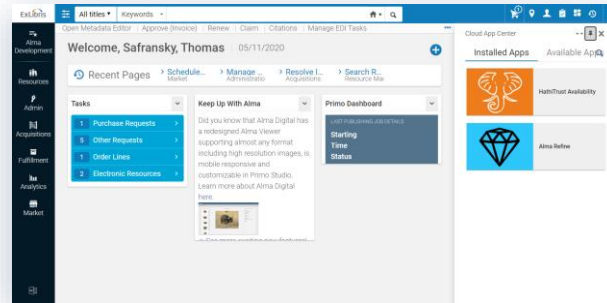 ExLibris
All titles Keywords
Alma
Development
Resources
Admin
Acquisitions
Fulfillment
Analytics
Market
Open Metadata Editor Approve (Invoice) Renew Claim Citations Manage EDI Tasks
Welcome, Safransky, Thomas 05/11/2020
Recent Pages
Schedule...
Market
Manage ...
Administratio
Resolve I...
Acquisitions
Search R...
Resource Ma
Tasks
1 Purchase Requests
5 Other Requests
1 Order Lines
2 Electronic Resources
Keep Up With Alma
Did you know that Alma Digital has
a redesigned Alma Viewer
supporting almost any format
including high resolution images, is
mobile responsive and
customizable in Primo Studio.
Learn more about Alma Digital
here.
Primo Dashboard
LAST PUBLISHING JOB DETAILS
Starting
Time
Status
Cloud App Center
Installed Apps Available Apps
HathiTrust Availability
Alma Refine